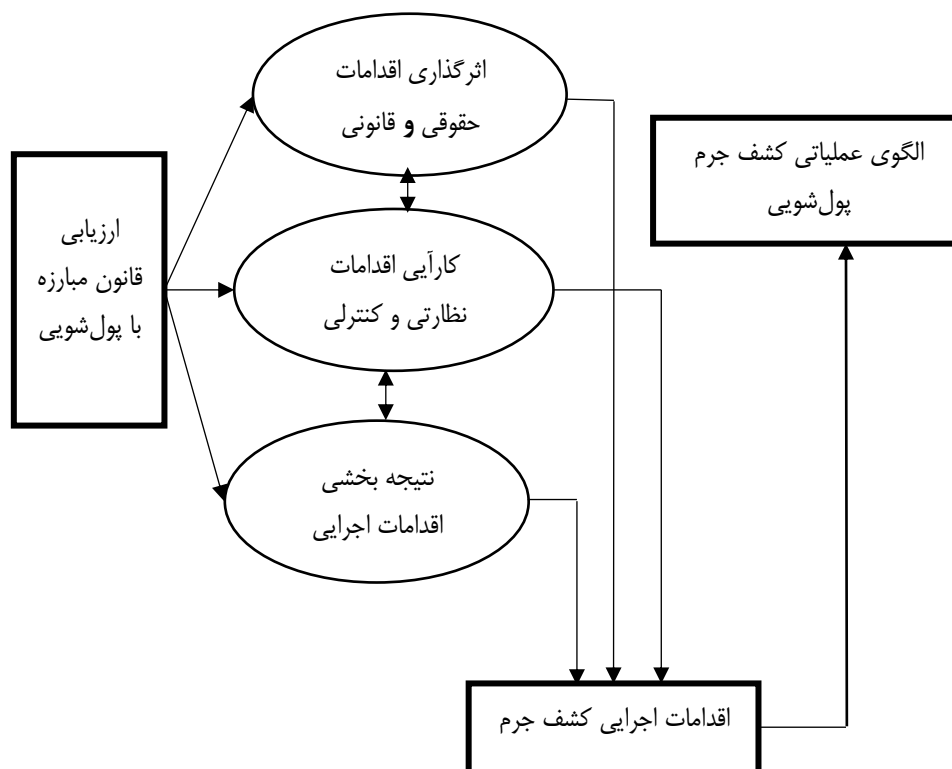 اثرگذاری اقدامات
حقوقی و قانونی
الگوی عملیاتی کشف جرم
پول‌شویی
ارزیابی
قانون مبارزه
با پول‌شویی
کارآیی اقدامات
نظارتی و کنترلی
نتیجه بخشی
اقدامات اجرایی
اقدامات اجرایی کشف جرم